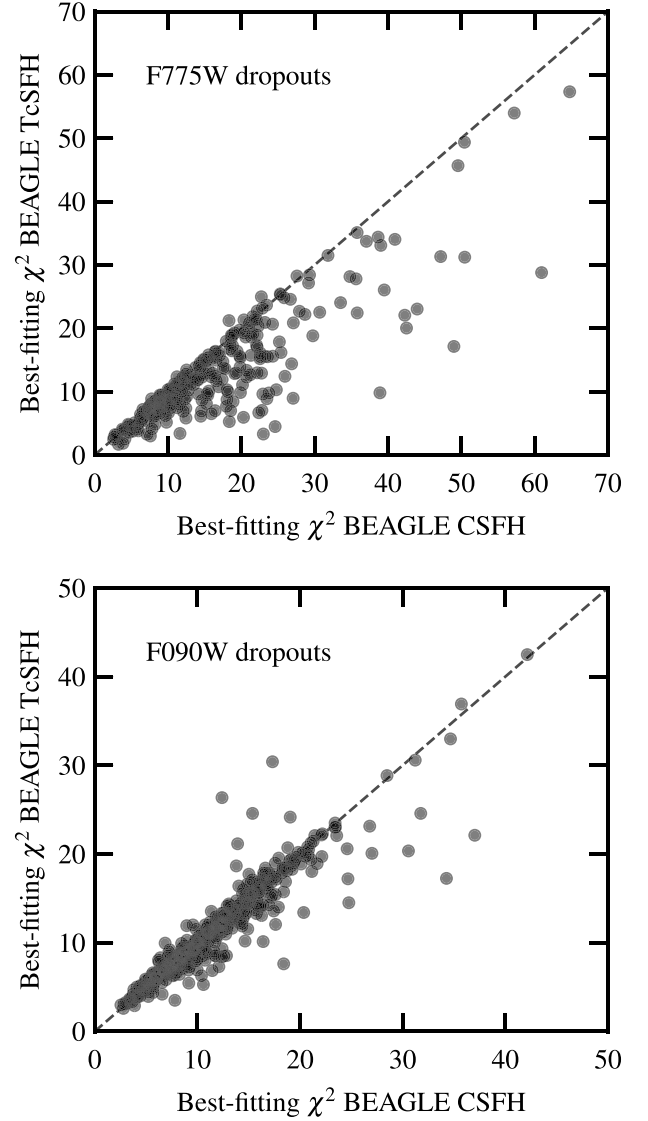 70
60
50
40
30
20
10
0
F775W dropouts
Best-fitting χ² BEAGLE TcSFH
0 10 20 30 40 50 60 70
Best-fitting χ² BEAGLE CSFH
50
40
30
20
10
0
F090W dropouts
Best-fitting χ² BEAGLE TcSFH
0 10 20 30 40 50
Best-fitting χ² BEAGLE CSFH